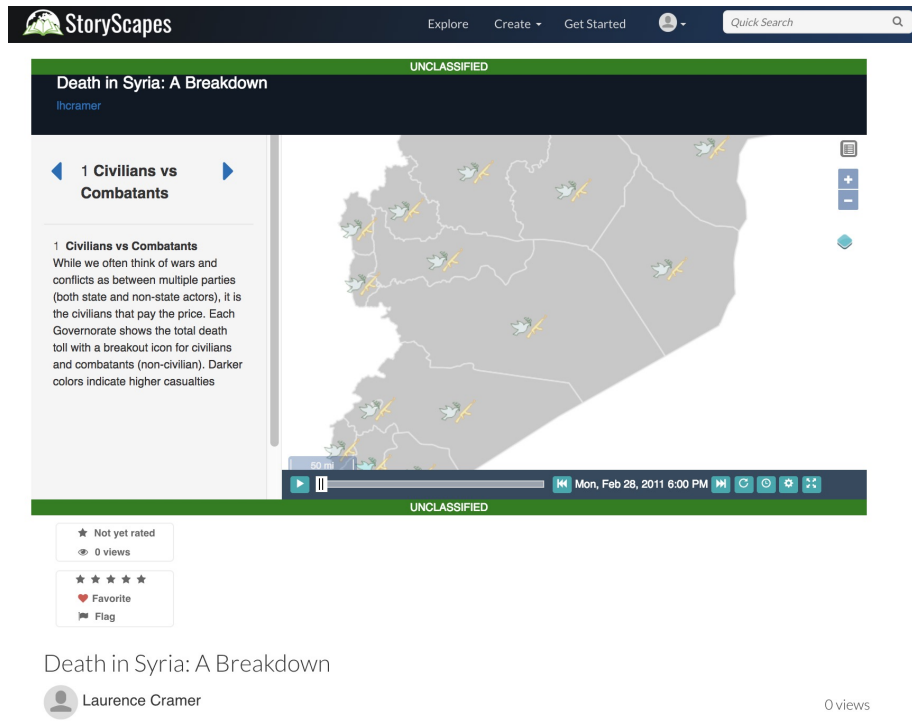 StoryScapes
Explore Create Get Started Quick Search
UNCLASSIFIED
Death in Syria: A Breakdown
lhcramer
1 Civilians vs
Combatants
1 Civilians vs Combatants
While we often think of wars and
conflicts as between multiple parties
(both state and non-state actors), it is
the civilians that pay the price. Each
Governorate shows the total death
toll with a breakout icon for civilians
and combatants (non-civilian). Darker
colors indicate higher casualties
50 mi
Mon, Feb 28, 2011 6:00 PM
UNCLASSIFIED
Not yet rated
0 views
Favorite
Flag
Death in Syria: A Breakdown
Laurence Cramer
0 views